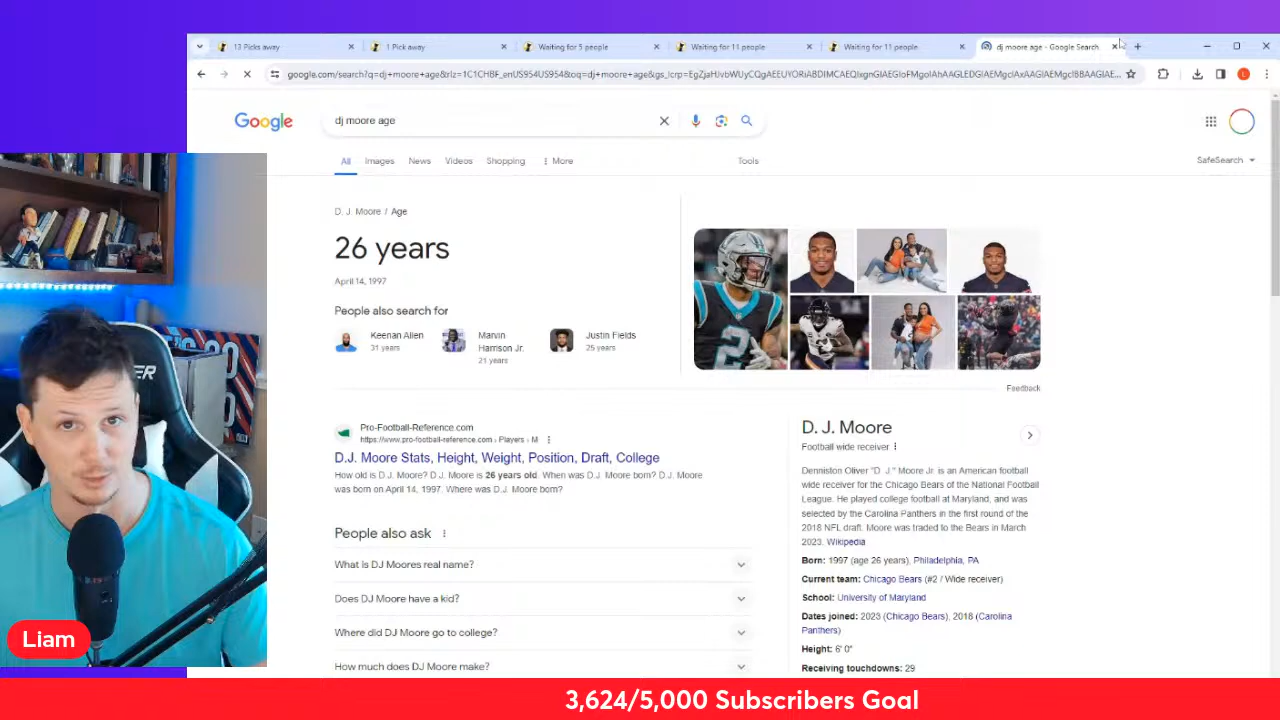 13 Picks away
1 Pick away
Waiting for 5 people
Waiting for 11 people
Waiting for 11 people
dj moore age - Google Search
Google
dj moore age
All
Images
News
Videos
Shopping
More
Tools
SafeSearch
D. J. Moore / Age
26 years
April 14, 1997
People also search for
Keenan Allen
31 years
Marvin
Harrison Jr.
21 years
Justin Fields
25 years
Feedback
Pro-Football-Reference.com
https://www.pro-football-reference.com › Players › M
D.J. Moore Stats, Height, Weight, Position, Draft, College
How old is D.J. Moore? D.J. Moore is 26 years old. When was D.J. Moore born? D.J. Moore
was born on April 14, 1997. Where was D.J. Moore born?
People also ask
What is DJ Moores real name?
Does DJ Moore have a kid?
Where did DJ Moore go to college?
How much does DJ Moore make?
D. J. Moore
Football wide receiver
Denniston Oliver "D. J." Moore Jr. is an American football
wide receiver for the Chicago Bears of the National Football
League. He played college football at Maryland, and was
selected by the Carolina Panthers in the first round of the
2018 NFL draft. Moore was traded to the Bears in March
2023. Wikipedia
Born: 1997 (age 26 years), Philadelphia, PA
Current team: Chicago Bears (#2 / Wide receiver)
School: University of Maryland
Dates joined: 2023 (Chicago Bears), 2018 (Carolina
Panthers)
Height: 6′ 0″
Receiving touchdowns: 29
Liam
3,624/5,000 Subscribers Goal